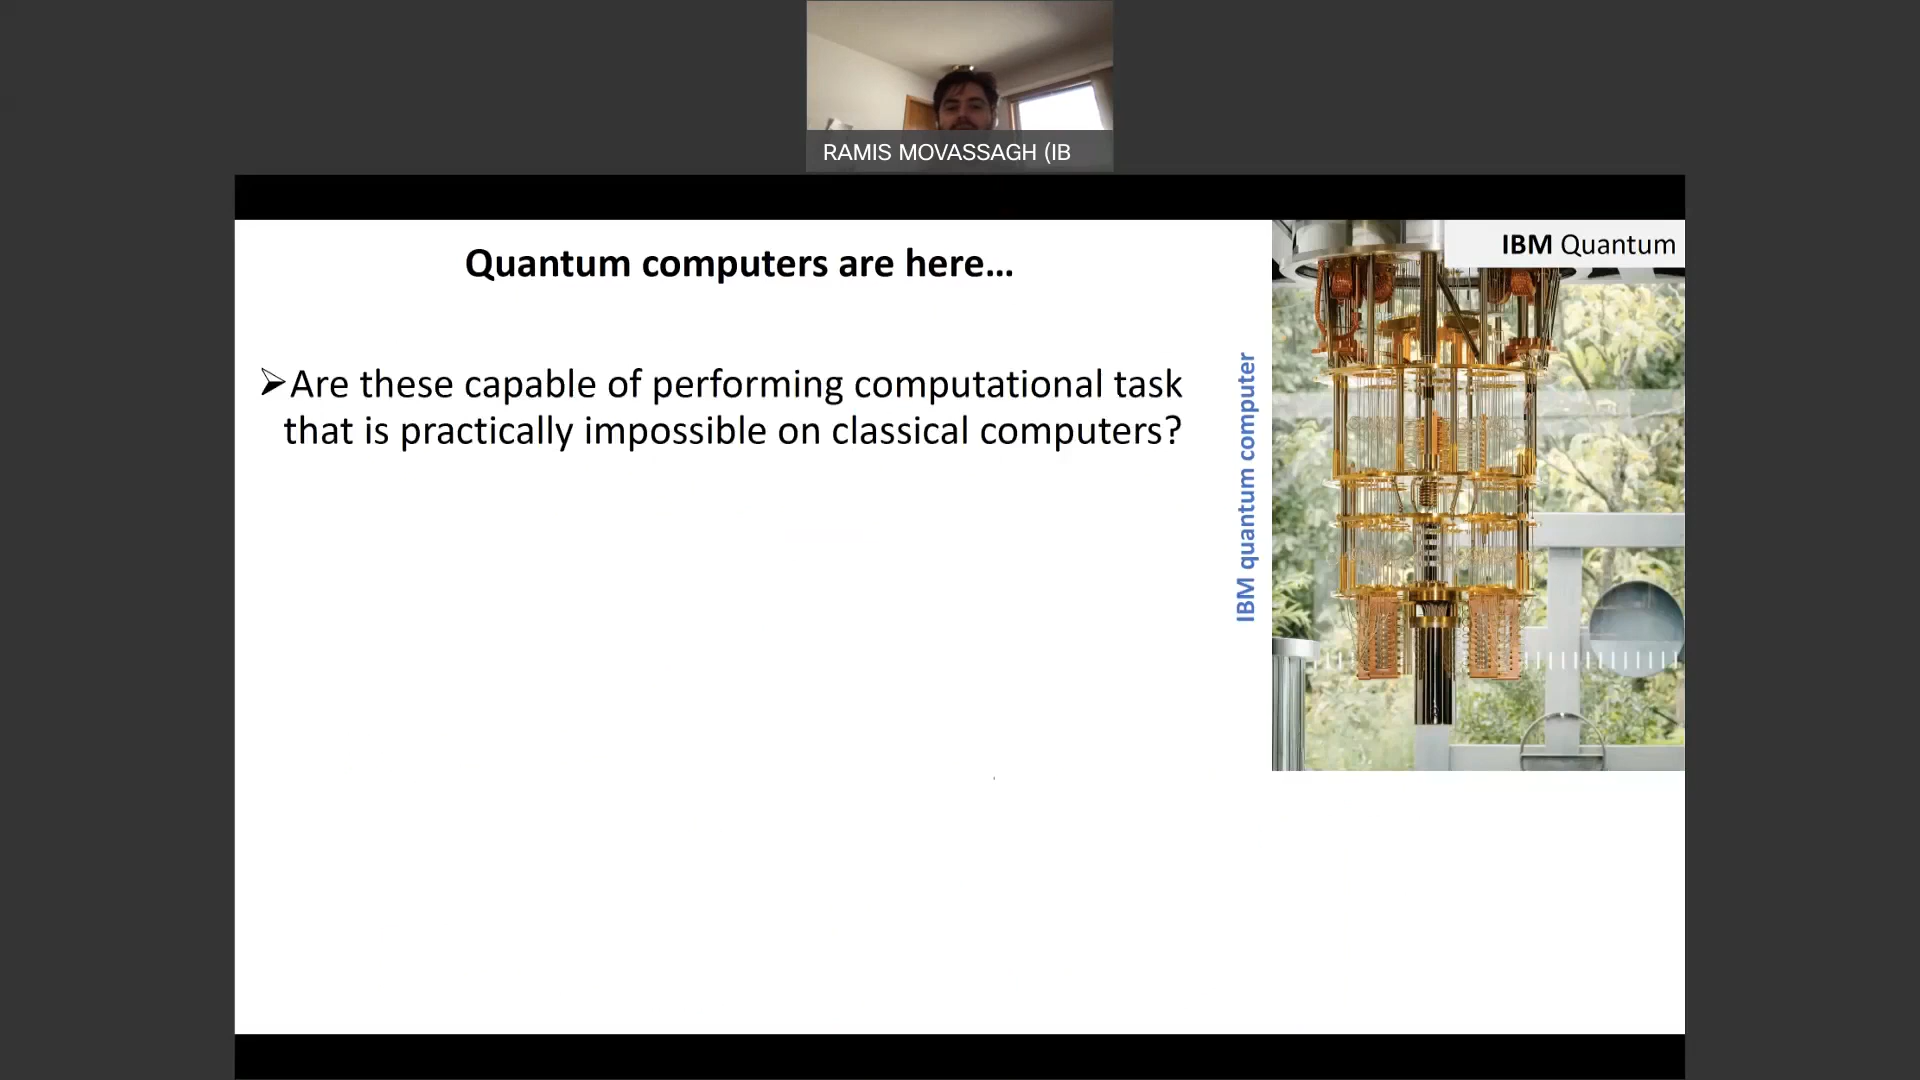 RAMIS MOVASSAGH (IB
Quantum computers are here...
IBM Quantum
➢Are these capable of performing computational task
that is practically impossible on classical computers?
IBM quantum computer